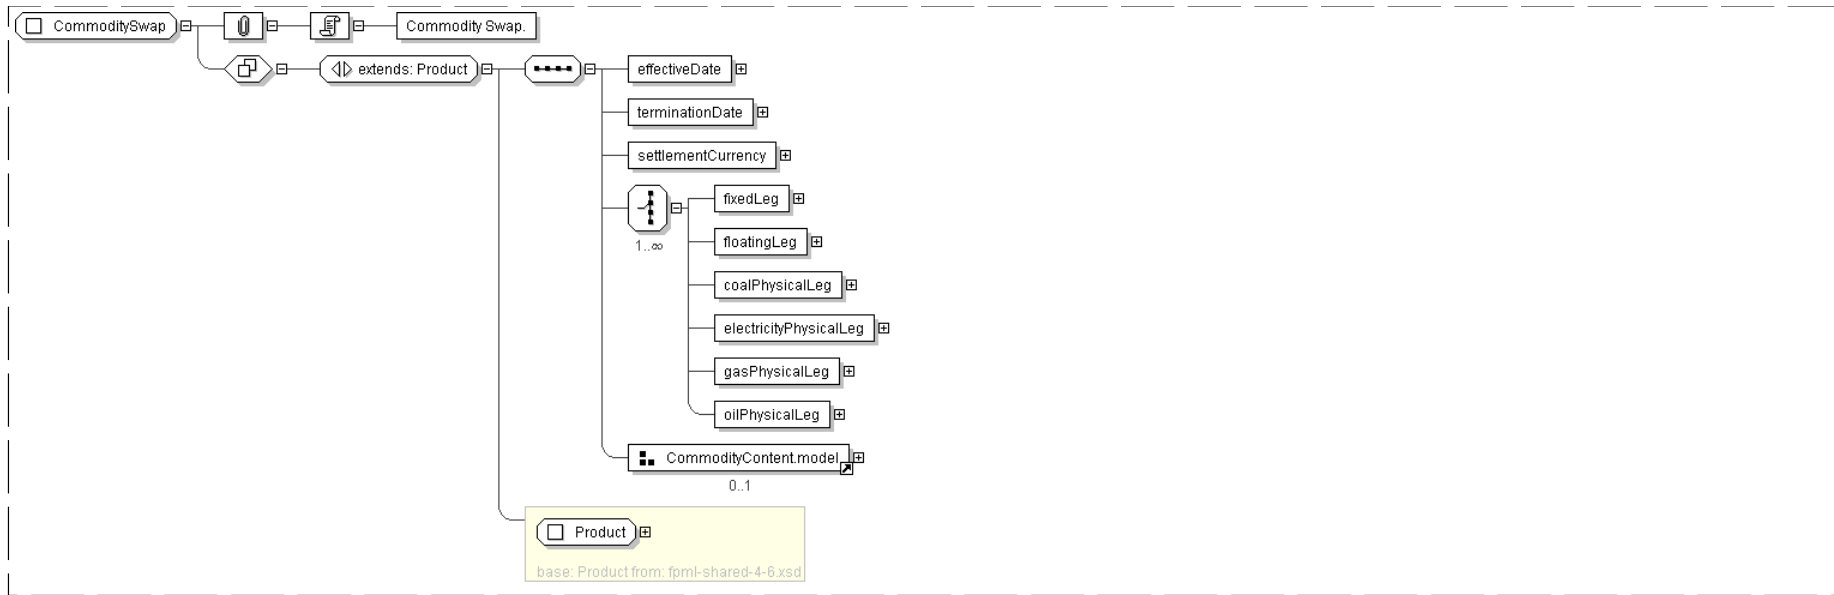 CommoditySwap
Commodity Swap.
extends: Product
effectiveDate
terminationDate
settlementCurrency
fixedLeg
1..∞
floatingLeg
coalPhysicalLeg
electricityPhysicalLeg
gasPhysicalLeg
oilPhysicalLeg
CommodityContent.model
0..1
Product
base: Product from: fpml-shared-4-6.xsd